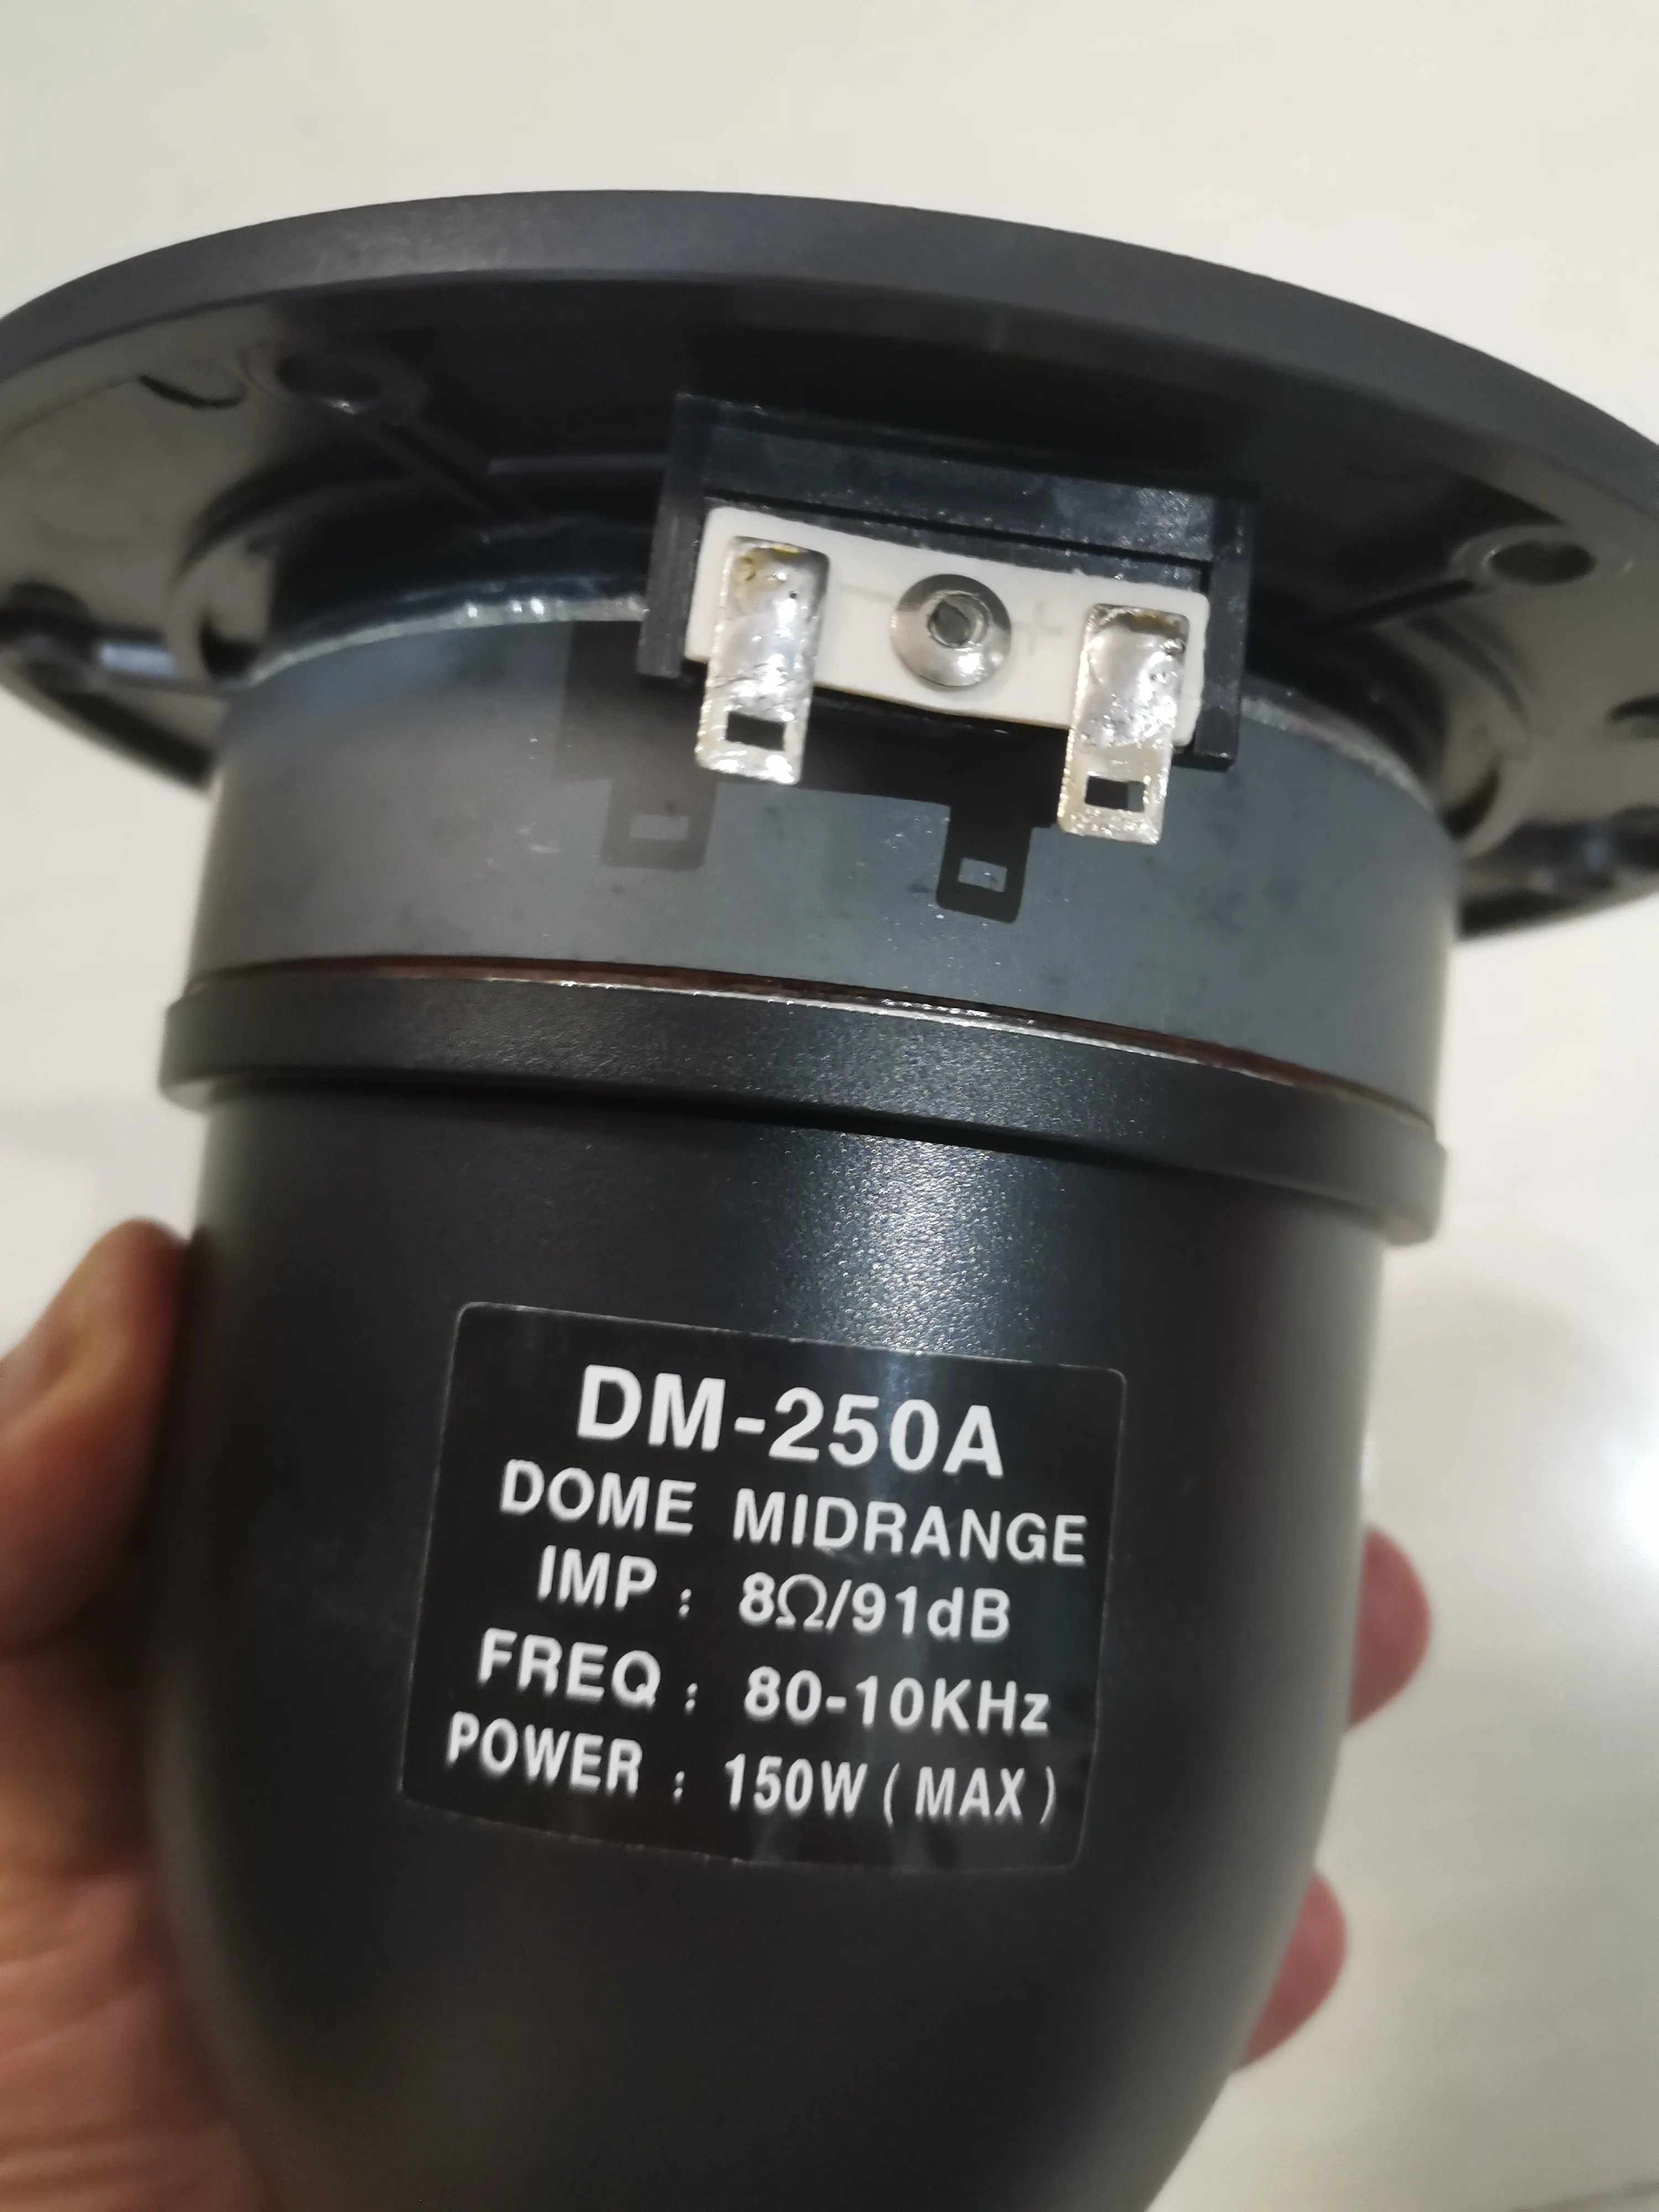 DM-250A
DOME MIDRANGE
IMP : 8Ω/91dB
FREQ : 80-10KHz
POWER : 150W ( MAX )